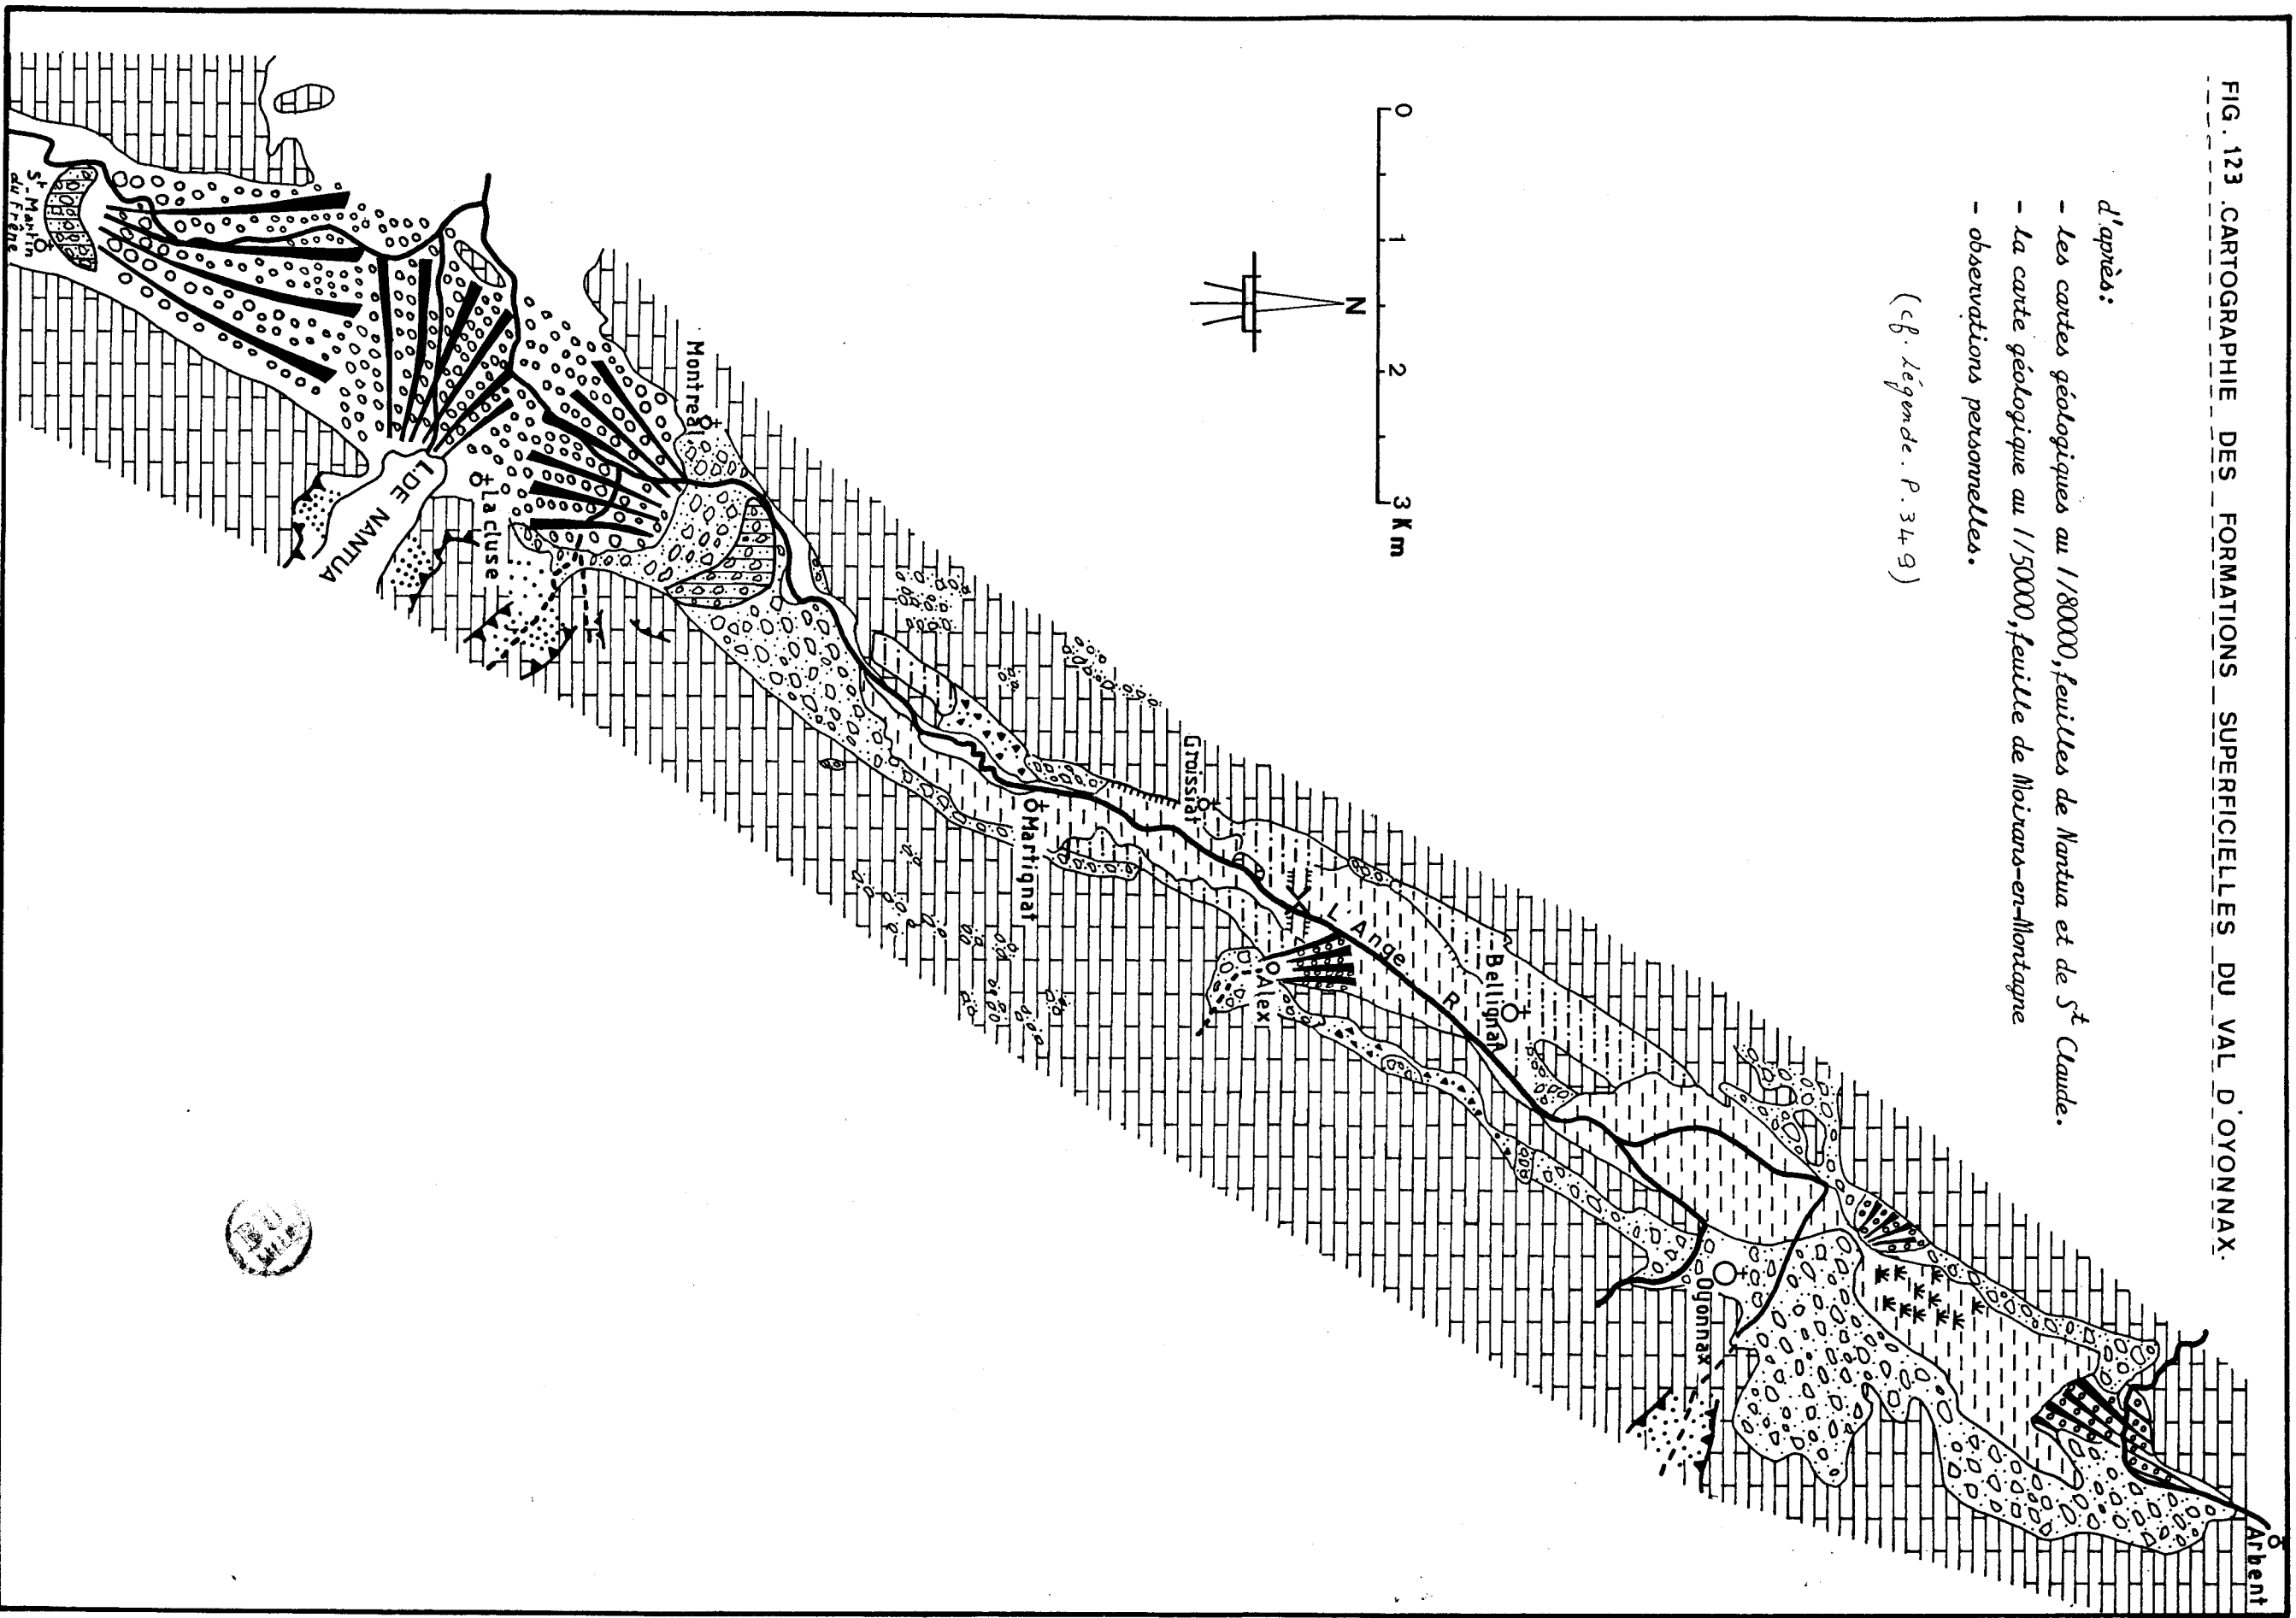 FIG. 123 .CARTOGRAPHIE DES FORMATIONS SUPERFICIELLES DU VAL D'OYONNAX.
d'après:
- les cartes géologiques au 1/80000, feuilles de Nantua et de St Claude.
- la carte géologique au 1/50000, feuille de Moirans-en-Montagne
- observations personnelles.
(cf. légende. P. 349)
0 1 2 3 Km
N
Arbent
Oyonnax
Bellignat
L'Ange R
Alex
Groissiat
Martignat
Montreal
La cluse
L. DE NANTUA
St-Martin
du Frêne